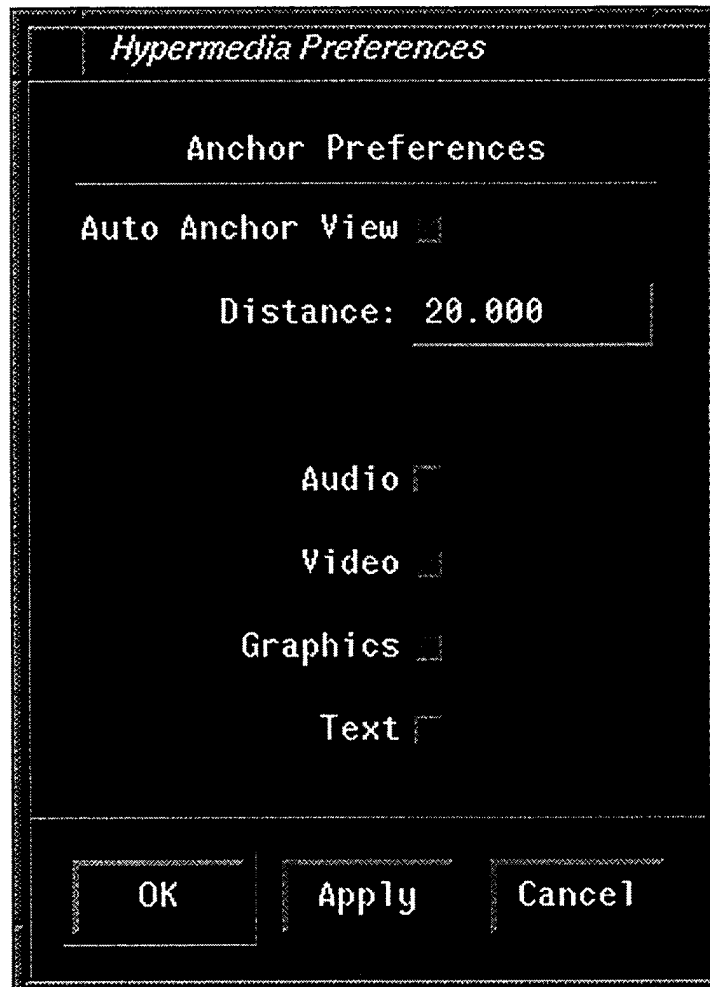 Hypermedia Preferences
Anchor Preferences
Auto Anchor View
Distance: 20.000
Audio
Video
Graphics
Text
OK Apply Cancel